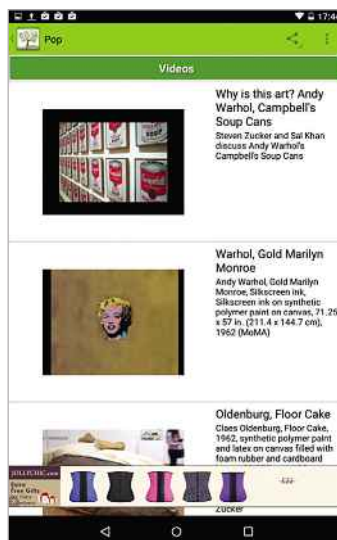 17:44
Pop
Videos
Why is this art? Andy
Warhol, Campbell's
Soup Cans
Steven Zucker and Sal Khan
discuss Andy Warhol's
Campbell's Soup Cans
Warhol, Gold Marilyn
Monroe
Andy Warhol, Gold Marilyn
Monroe, Silkscreen ink,
Silkscreen ink on synthetic
polymer paint on canvas, 71.25
x 57 in. (211.4 x 144.7 cm),
1962 (MoMA)
Oldenburg, Floor Cake
Claes Oldenburg, Floor Cake,
1962, synthetic polymer paint
and latex on canvas filled with
foam rubber and cardboard
JOLLYCHIC.com
Free Gifts
Zucker